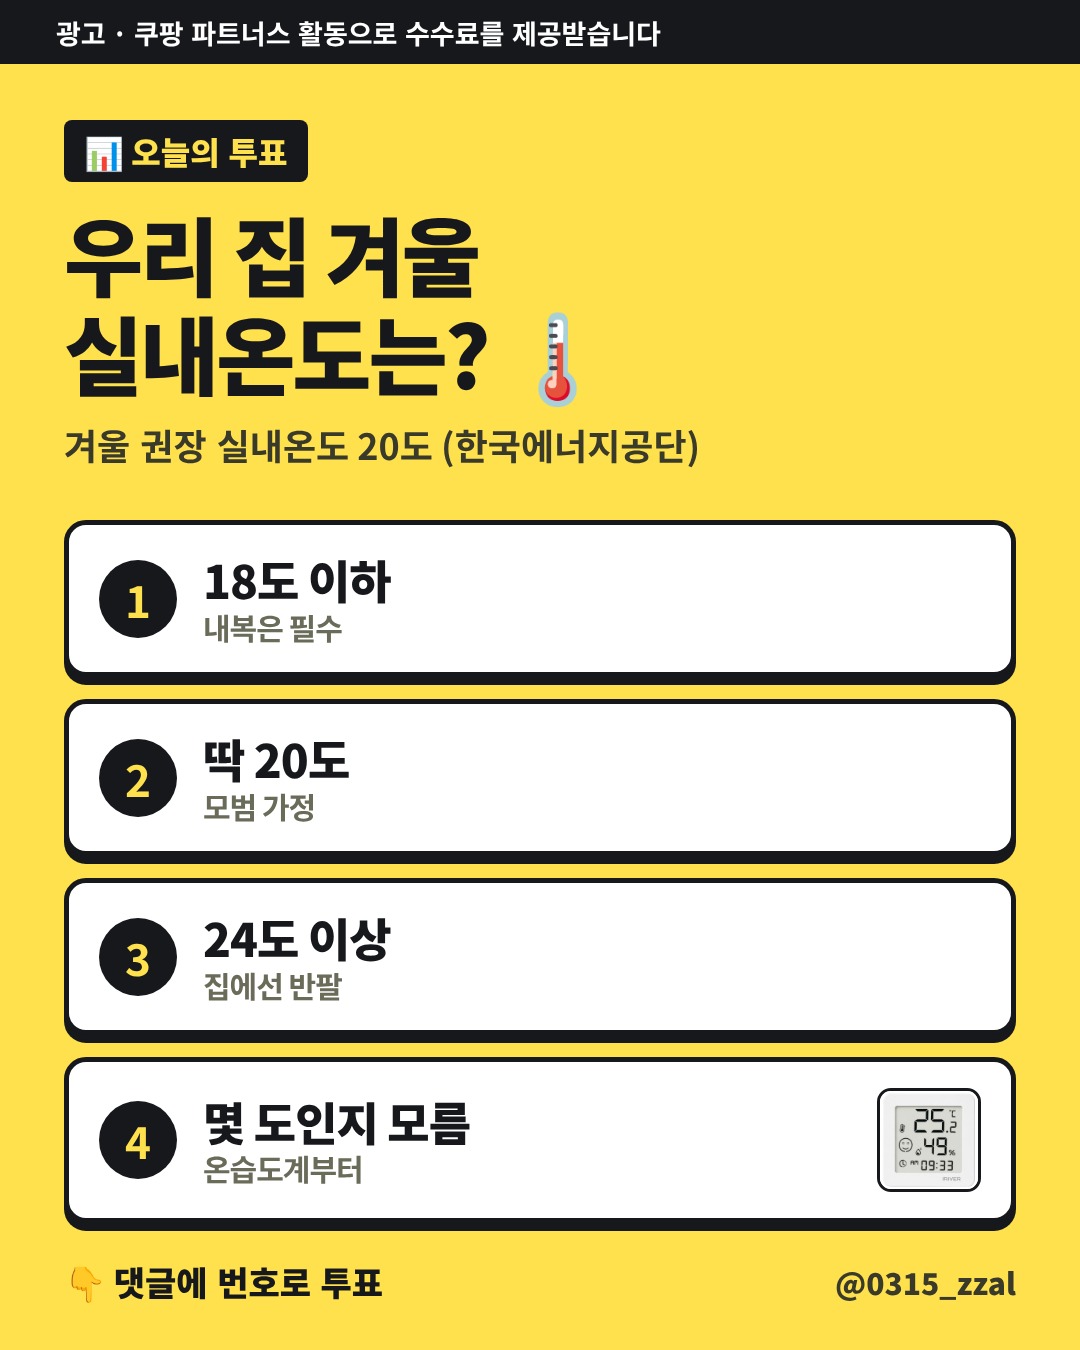 광고 · 쿠팡 파트너스 활동으로 수수료를 제공받습니다
📊 오늘의 투표
우리 집 겨울
실내온도는? 🌡️
겨울 권장 실내온도 20도 (한국에너지공단)
1
18도 이하
내복은 필수
2
딱 20도
모범 가정
3
24도 이상
집에선 반팔
4
몇 도인지 모름
온습도계부터
25.2 ℃
49%
09:33
IRIVER
👇 댓글에 번호로 투표
@0315_zzal